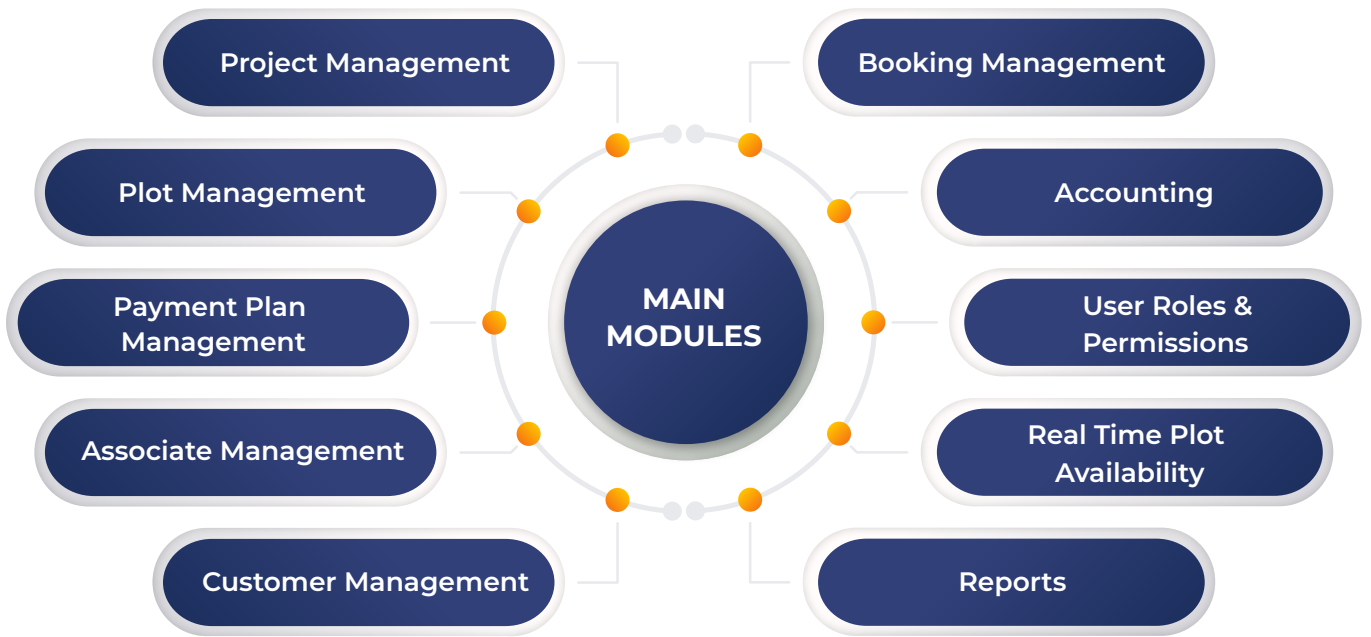 Project Management
Plot Management
Payment Plan
Management
Associate Management
Customer Management
MAIN
MODULES
Booking Management
Accounting
User Roles &
Permissions
Real Time Plot
Availability
Reports